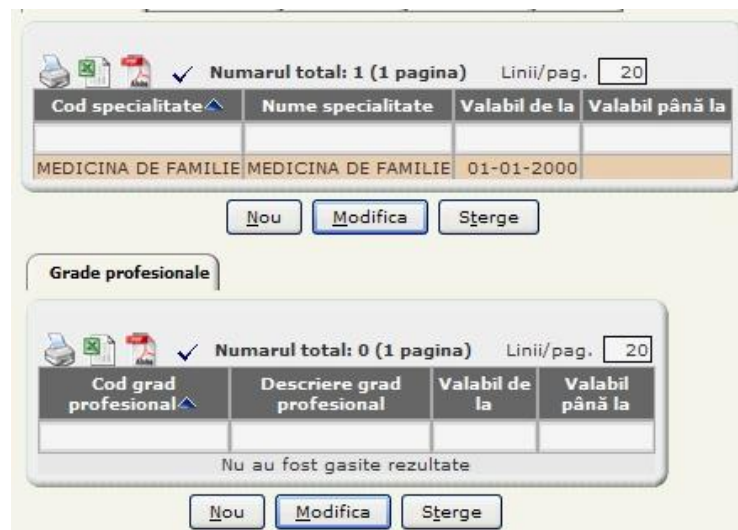 Numarul total: 1 (1 pagina) Linii/pag. 20
Cod specialitate Nume specialitate Valabil de la Valabil până la
MEDICINA DE FAMILIE MEDICINA DE FAMILIE 01-01-2000
Nou Modifica Sterge
Grade profesionale
Numarul total: 0 (1 pagina) Linii/pag. 20
Cod grad profesional Descriere grad profesional Valabil de la Valabil până la
Nu au fost gasite rezultate
Nou Modifica Sterge